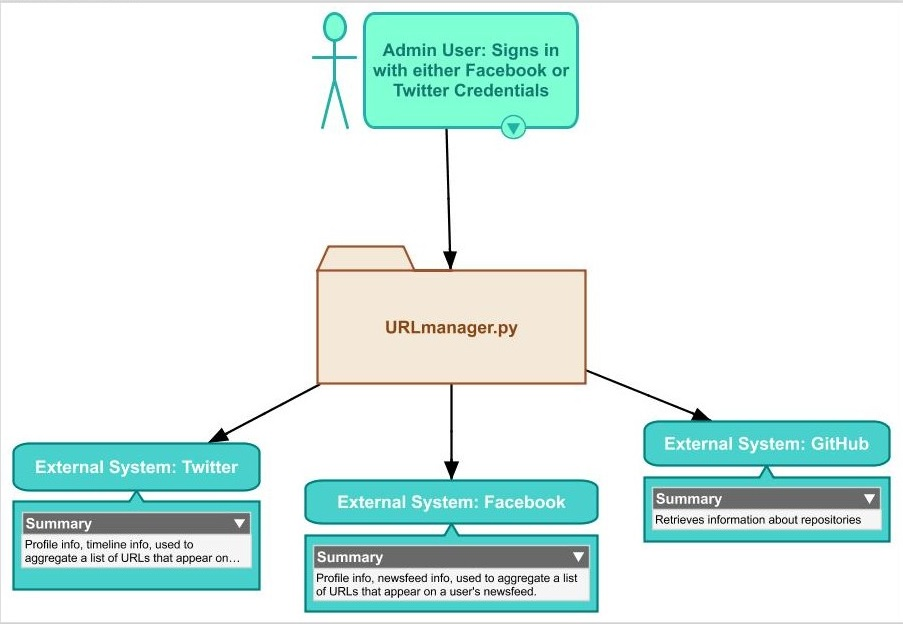 Admin User: Signs in
with either Facebook or
Twitter Credentials
URLmanager.py
External System: Twitter
Summary
Profile info, timeline info, used to
aggregate a list of URLs that appear on…
External System: Facebook
Summary
Profile info, newsfeed info, used to aggregate a list
of URLs that appear on a user's newsfeed.
External System: GitHub
Summary
Retrieves information about repositories